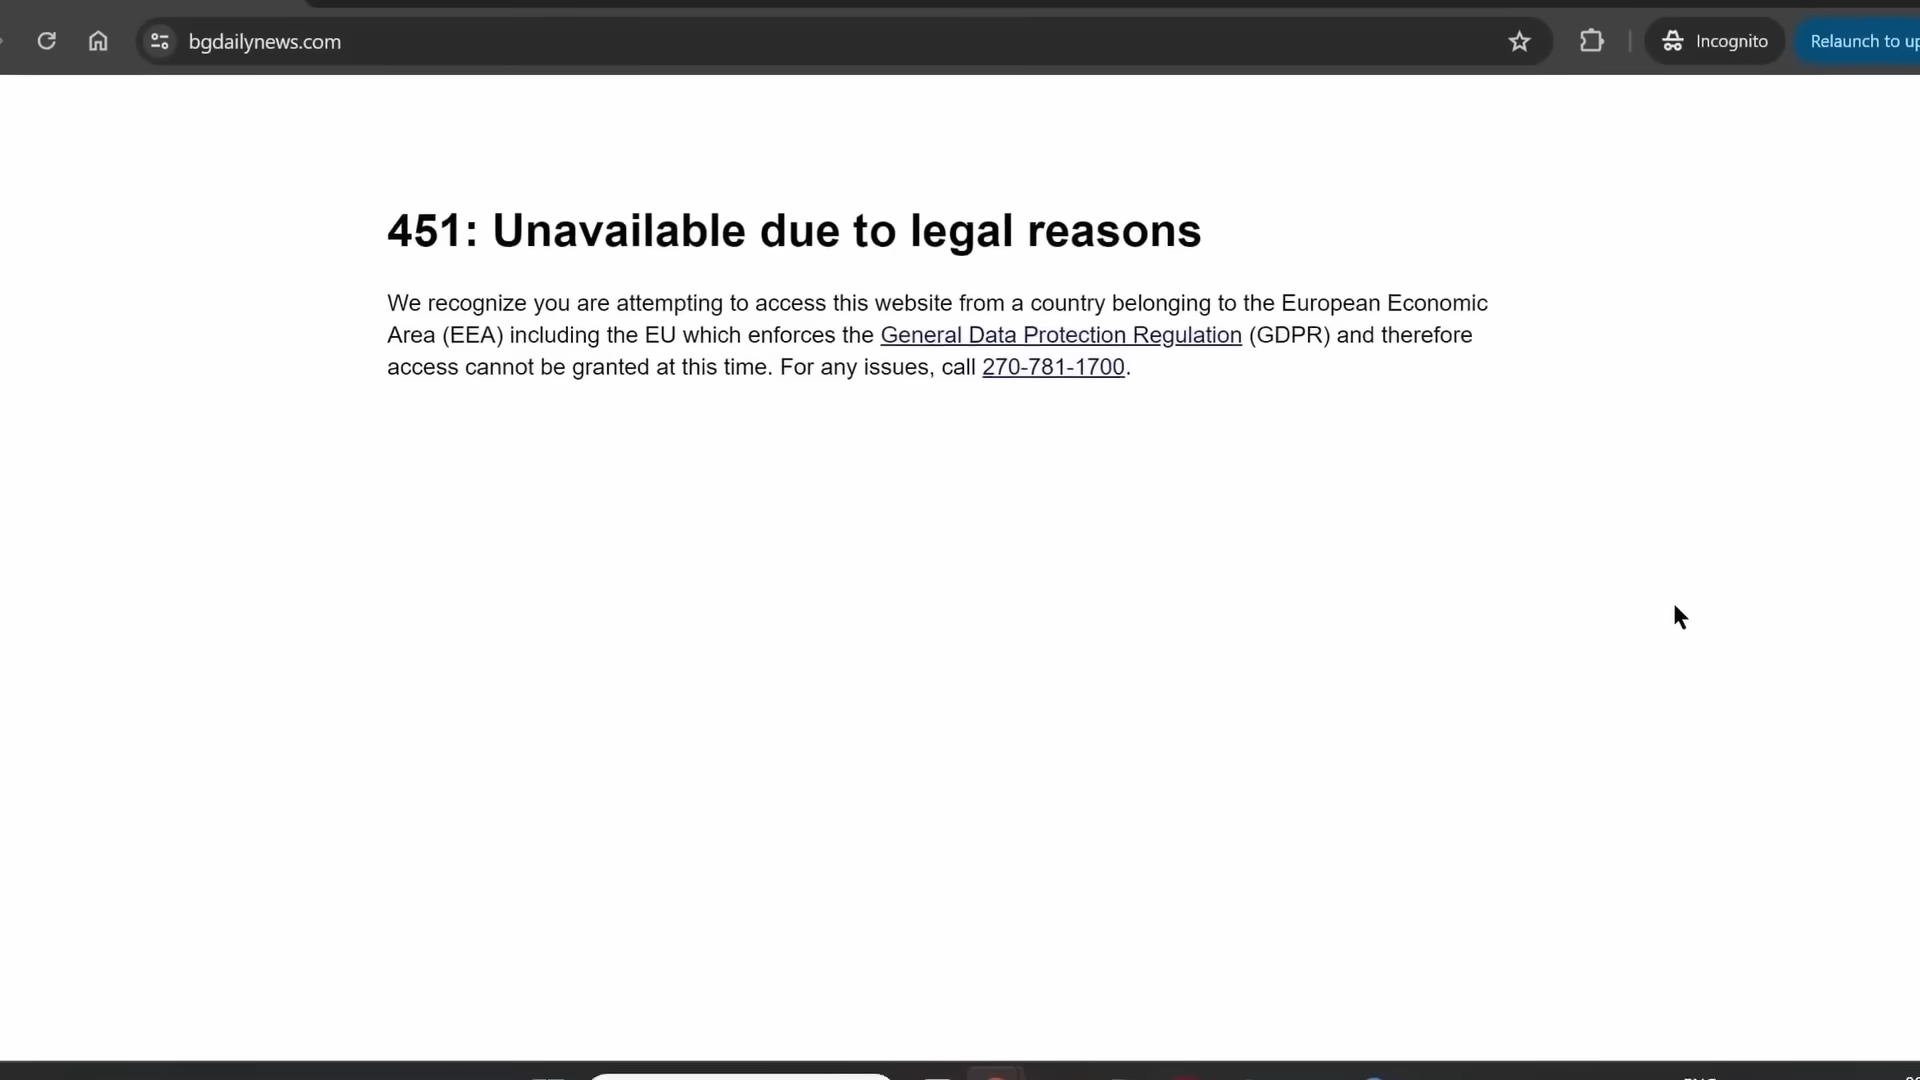 bgdailynews.com
Incognito
Relaunch to up
451: Unavailable due to legal reasons
We recognize you are attempting to access this website from a country belonging to the European Economic
Area (EEA) including the EU which enforces the General Data Protection Regulation (GDPR) and therefore
access cannot be granted at this time. For any issues, call 270-781-1700.